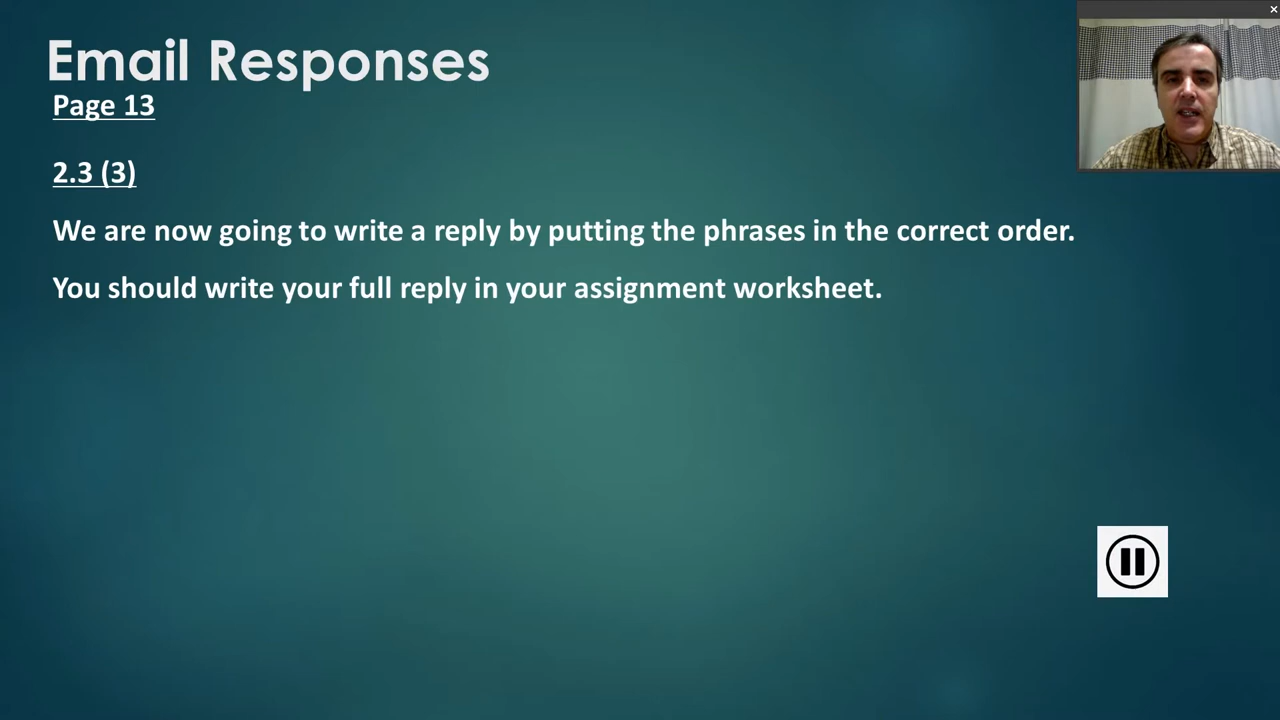 Email Responses
Page 13
2.3 (3)
We are now going to write a reply by putting the phrases in the correct order.
You should write your full reply in your assignment worksheet.